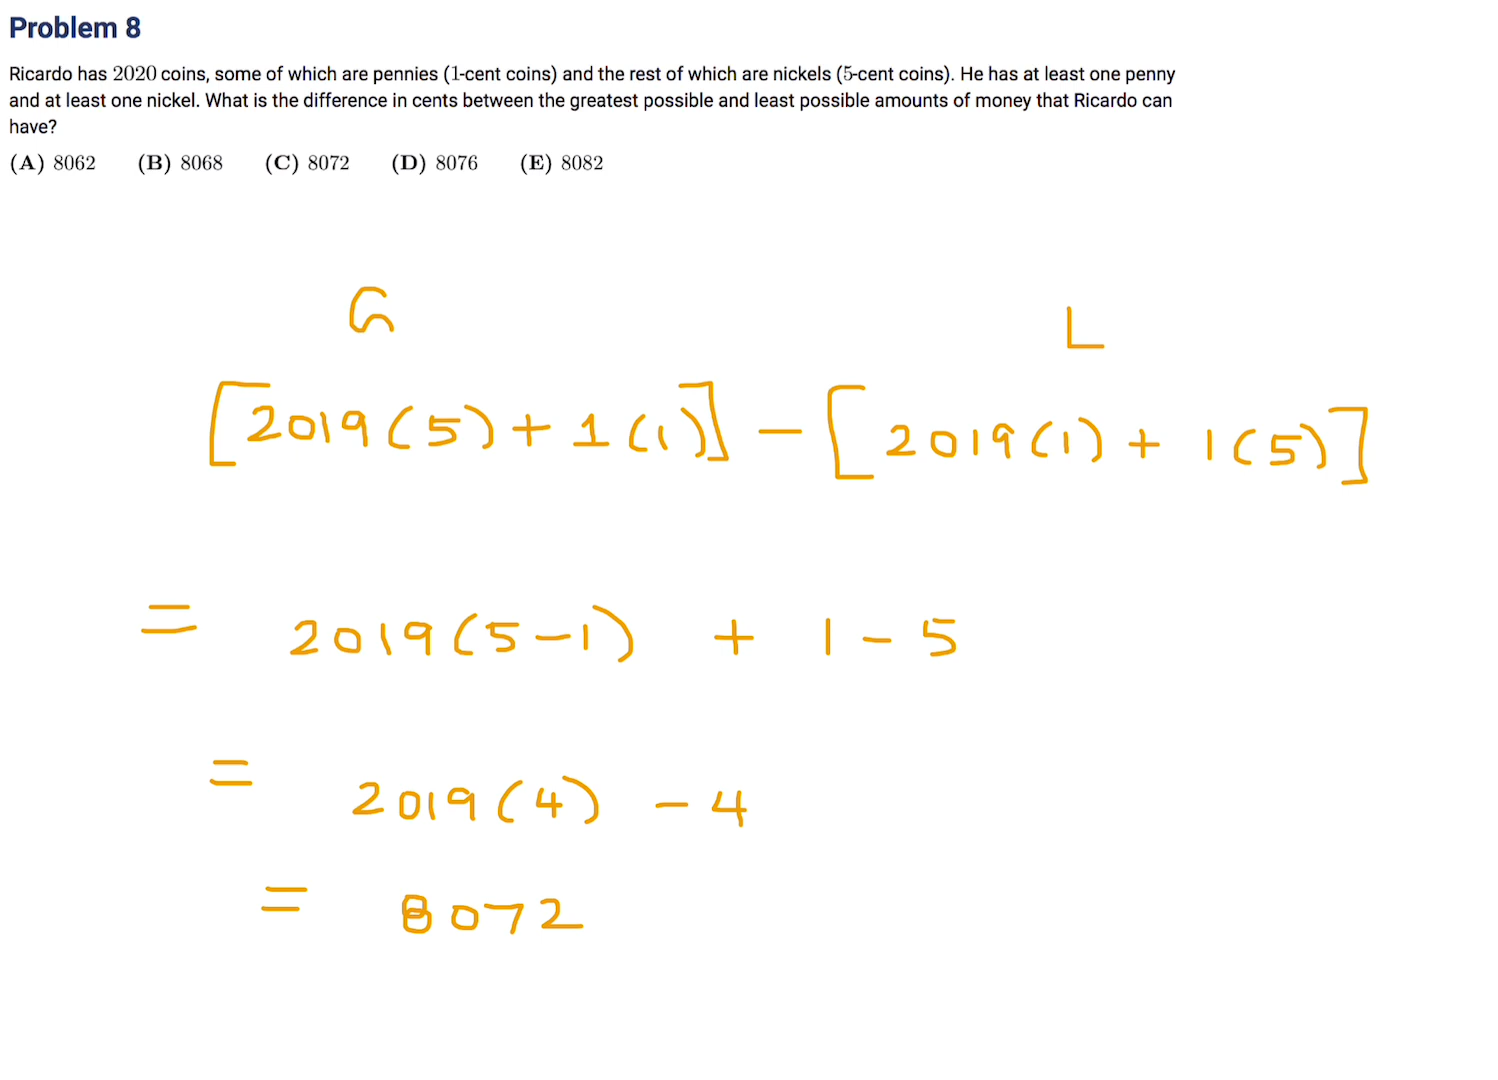 Problem 8
Ricardo has 2020 coins, some of which are pennies (1-cent coins) and the rest of which are nickels (5-cent coins). He has at least one penny
and at least one nickel. What is the difference in cents between the greatest possible and least possible amounts of money that Ricardo can
have?
(A) 8062 (B) 8068 (C) 8072 (D) 8076 (E) 8082
G L
[2019(5) + 1(1)] - [2019(1) + 1(5)]
= 2019(5-1) + 1-5
= 2019(4) - 4
= 8072